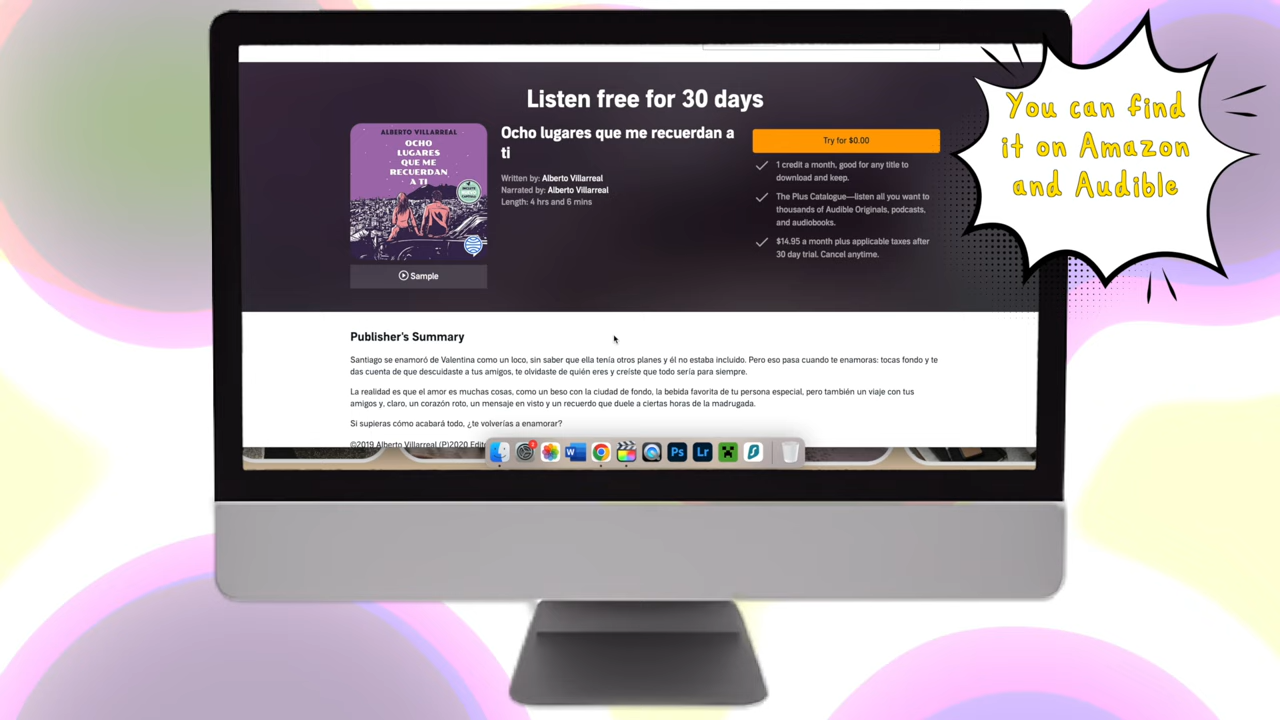 Listen free for 30 days
ALBERTO VILLARREAL
OCHO
LUGARES
QUE ME
RECUERDAN
A TI
Sample
Ocho lugares que me recuerdan a
ti
Written by: Alberto Villarreal
Narrated by: Alberto Villarreal
Length: 4 hrs and 6 mins
Try for $0.00
1 credit a month, good for any title to
download and keep.
The Plus Catalogue—listen all you want to
thousands of Audible Originals, podcasts,
and audiobooks.
$14.95 a month plus applicable taxes after
30 day trial. Cancel anytime.
You can find
it on Amazon
and Audible
Publisher's Summary
Santiago se enamoró de Valentina como un loco, sin saber que ella tenía otros planes y él no estaba incluido. Pero eso pasa cuando te enamoras: tocas fondo y te
das cuenta de que descuidaste a tus amigos, te olvidaste de quién eres y creíste que todo sería para siempre.
La realidad es que el amor es muchas cosas, como un beso con la ciudad de fondo, la bebida favorita de tu persona especial, pero también un viaje con tus
amigos y, claro, un corazón roto, un mensaje en visto y un recuerdo que duele a ciertas horas de la madrugada.
Si supieras cómo acabará todo, ¿te volverías a enamorar?
©2019 Alberto Villarreal (P)2020 Edito
W
Ps
Lr